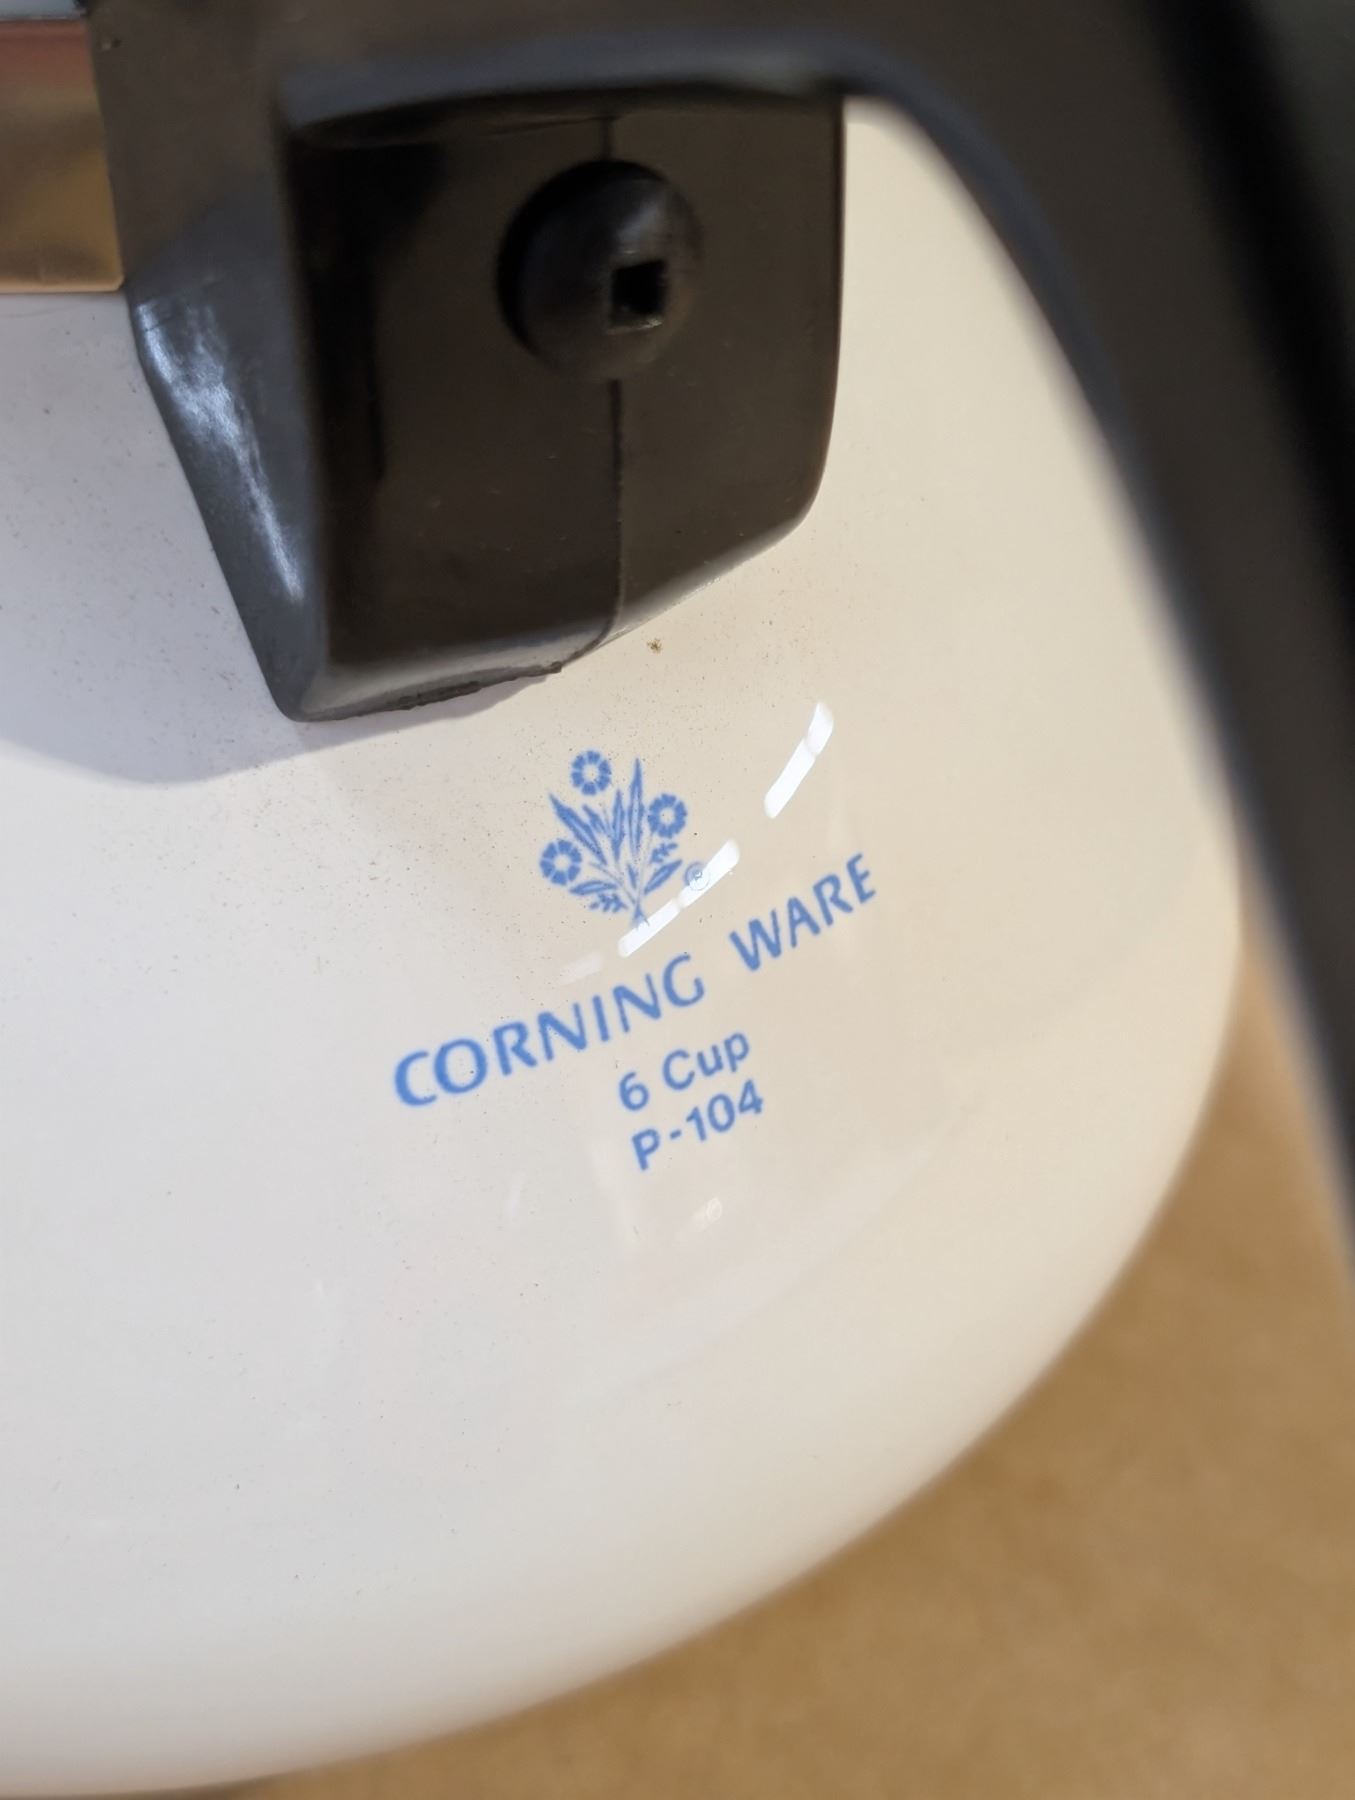 ®
CORNING WARE
6 Cup
P-104